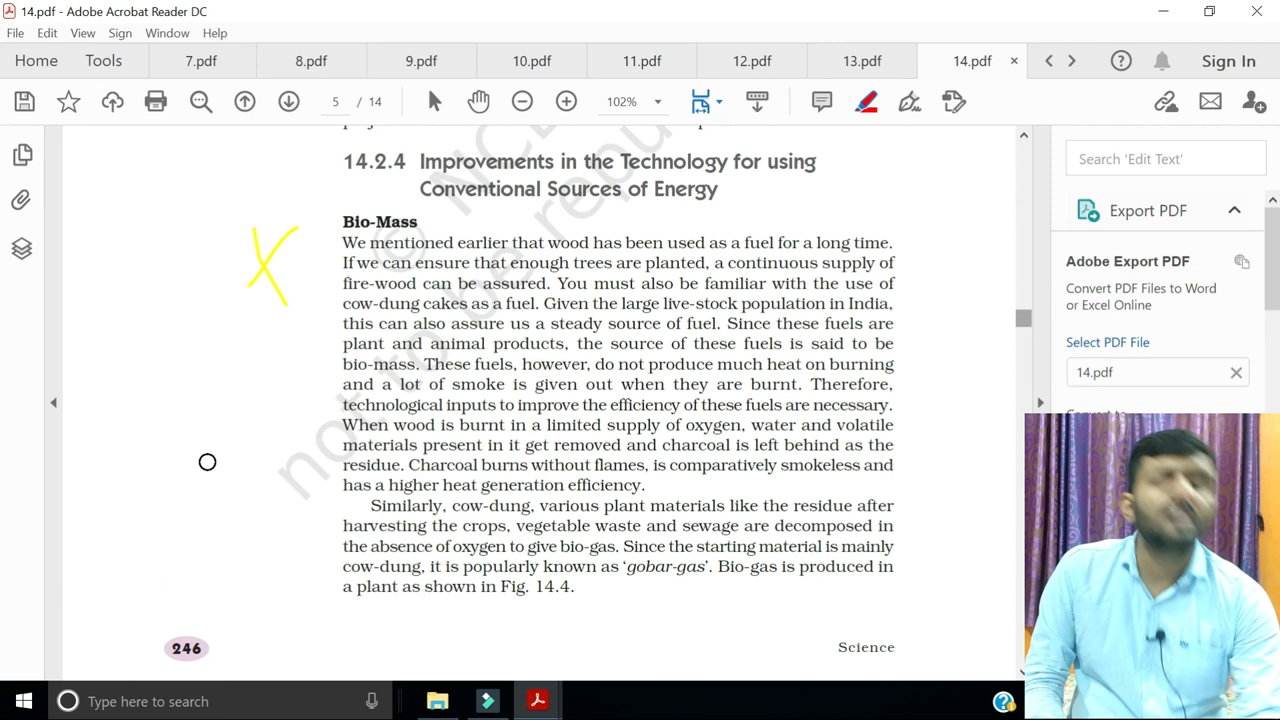 14.pdf - Adobe Acrobat Reader DC
File Edit View Sign Window Help
Home Tools 7.pdf 8.pdf 9.pdf 10.pdf 11.pdf 12.pdf 13.pdf 14.pdf × Sign In
5 / 14 102%
14.2.4 Improvements in the Technology for using
Conventional Sources of Energy
Bio-Mass
We mentioned earlier that wood has been used as a fuel for a long time.
If we can ensure that enough trees are planted, a continuous supply of
fire-wood can be assured. You must also be familiar with the use of
cow-dung cakes as a fuel. Given the large live-stock population in India,
this can also assure us a steady source of fuel. Since these fuels are
plant and animal products, the source of these fuels is said to be
bio-mass. These fuels, however, do not produce much heat on burning
and a lot of smoke is given out when they are burnt. Therefore,
technological inputs to improve the efficiency of these fuels are necessary.
When wood is burnt in a limited supply of oxygen, water and volatile
materials present in it get removed and charcoal is left behind as the
residue. Charcoal burns without flames, is comparatively smokeless and
has a higher heat generation efficiency.
Similarly, cow-dung, various plant materials like the residue after
harvesting the crops, vegetable waste and sewage are decomposed in
the absence of oxygen to give bio-gas. Since the starting material is mainly
cow-dung, it is popularly known as ‘gobar-gas’. Bio-gas is produced in
a plant as shown in Fig. 14.4.
246
Science
not to be repu
© NCE
Search 'Edit Text'
Export PDF
Adobe Export PDF
Convert PDF Files to Word
or Excel Online
Select PDF File
14.pdf
Type here to search